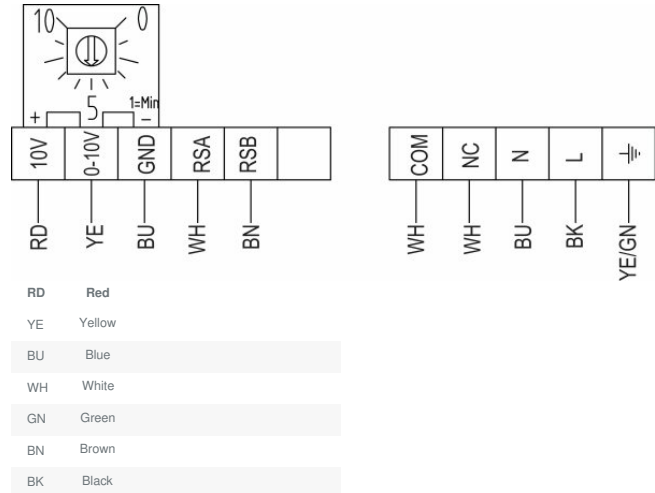 10 0
5 1=Min
+ –
10V 0-10V GND RSA RSB COM NC N L
RD YE BU WH BN WH WH BU BK YE/GN
RD Red
YE Yellow
BU Blue
WH White
GN Green
BN Brown
BK Black